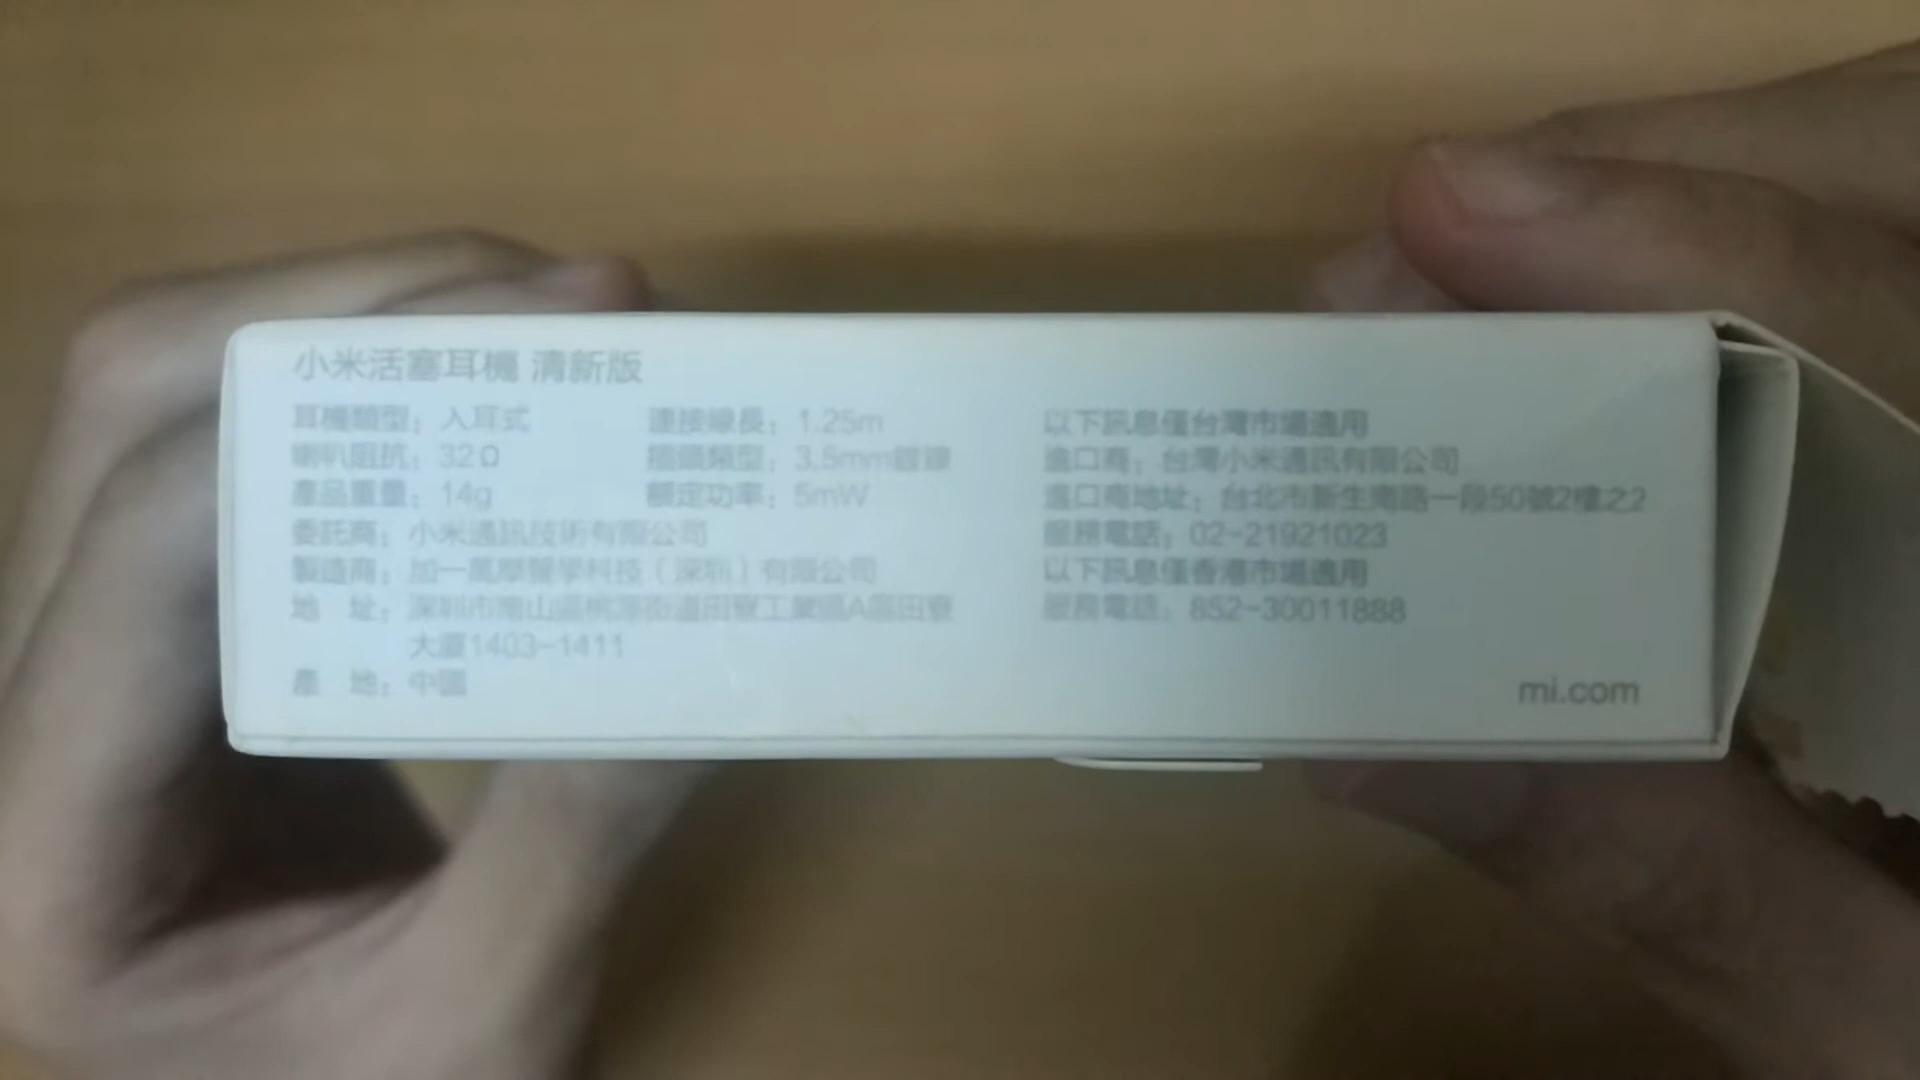 小米活塞耳機 清新版
耳機類型：入耳式
連接線長：1.25m
喇叭阻抗：32Ω
插頭類型：3.5mm鍍鎳
產品重量：14g
額定功率：5mW
委託商：小米通訊技術有限公司
製造商：加一萬摩聲學科技（深圳）有限公司
地 址：深圳市南山區桃源街道田寮工業區A區田寮
大廈1403-1411
產 地：中國
以下訊息僅台灣市場適用
進口商：台灣小米通訊有限公司
進口商地址：台北市新生南路一段50號2樓之2
服務電話：02-21921023
以下訊息僅香港市場適用
服務電話：852-30011888
mi.com